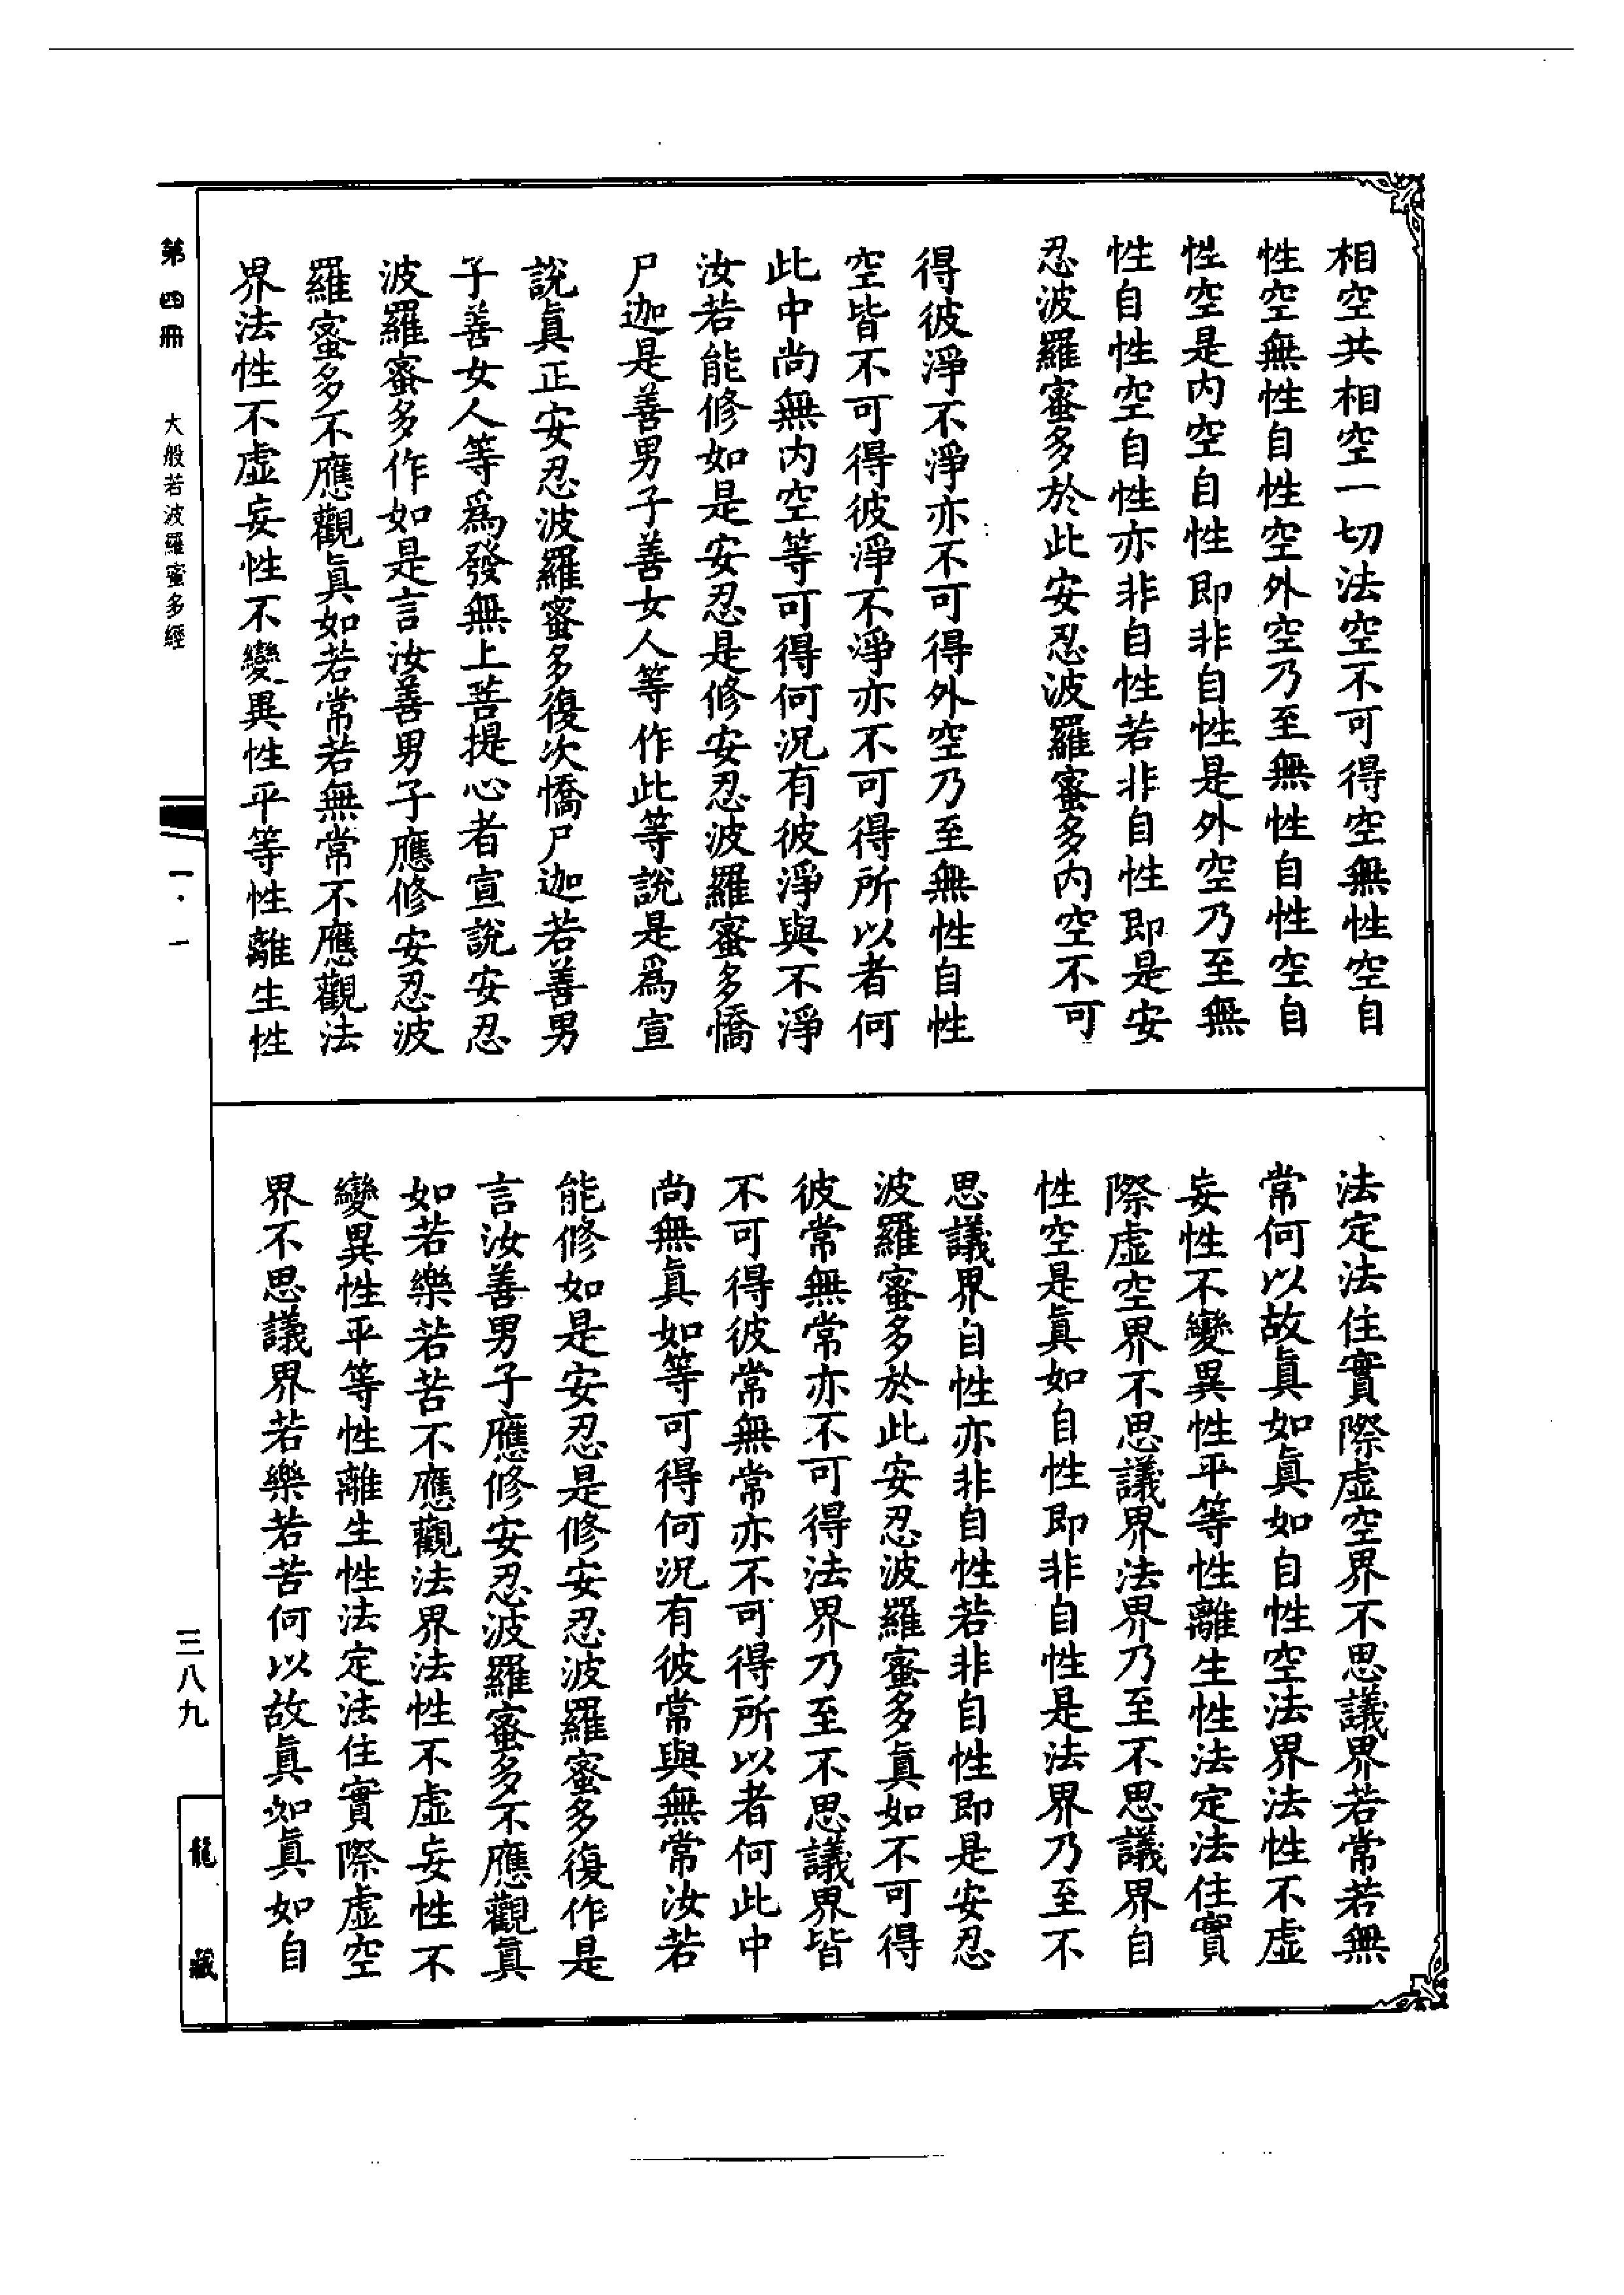 相空共相空一切法空不可得空無性空自
性空無性自性空外空乃至無性自性空自
性空是内空自性即非自性是外空乃至無
性自性空自性亦非自性若非自性即是安
忍波羅蜜多於此安忍波羅蜜多内空不可
得彼淨不淨亦不可得外空乃至無性自性
空皆不可得彼淨不淨亦不可得所以者何
此中尚無内空等可得何況有彼淨與不淨
汝若能修如是安忍是修安忍波羅蜜多憍
尸迦是善男子善女人等作此等說是爲宣
說眞正安忍波羅蜜多復次憍尸迦若善男
子善女人等爲發無上菩提心者宣說安忍
波羅蜜多作如是言汝善男子應修安忍波
羅蜜多不應觀眞如若常若無常不應觀法
界法性不虛妄性不變異性平等性離生性
法定法住實際虛空界不思議界若常若無
常何以故眞如眞如自性空法界法性不虛
妄性不變異性平等性離生性法定法住實
際虛空界不思議界法界乃至不思議界自
性空是眞如自性即非自性是法界乃至不
思議界自性亦非自性若非自性即是安忍
波羅蜜多於此安忍波羅蜜多眞如不可得
彼常無常亦不可得法界乃至不思議界皆
不可得彼常無常亦不可得所以者何此中
尚無眞如等可得何況有彼常與無常汝若
能修如是安忍是修安忍波羅蜜多復作是
言汝善男子應修安忍波羅蜜多不應觀眞
如若樂若苦不應觀法界法性不虛妄性不
變異性平等性離生性法定法住實際虛空
界不思議界若樂若苦何以故眞如眞如自
第四冊 大般若波羅蜜多經 一·一
三八九
龍藏